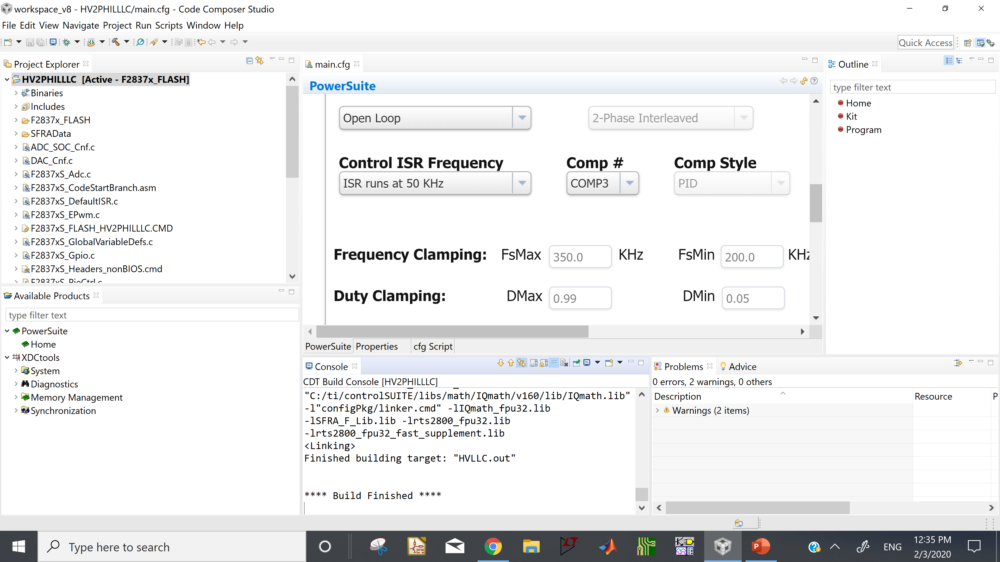 workspace_v8 - HV2PHILLLC/main.cfg - Code Composer Studio
File Edit View Navigate Project Run Scripts Window Help
Quick Access
Project Explorer
HV2PHILLLC [Active - F2837x_FLASH]
Binaries
Includes
F2837x_FLASH
SFRAData
ADC_SOC_Cnf.c
DAC_Cnf.c
F2837xS_Adc.c
F2837xS_CodeStartBranch.asm
F2837xS_DefaultISR.c
F2837xS_EPwm.c
F2837xS_FLASH_HV2PHILLLC.CMD
F2837xS_GlobalVariableDefs.c
F2837xS_Gpio.c
F2837xS_Headers_nonBIOS.cmd
F2837xS_PieCtrl.c
Available Products
type filter text
PowerSuite
Home
XDCtools
System
Diagnostics
Memory Management
Synchronization
main.cfg
PowerSuite
Open Loop 2-Phase Interleaved
Control ISR Frequency Comp # Comp Style
ISR runs at 50 KHz COMP3 PID
Frequency Clamping: FsMax 350.0 KHz FsMin 200.0 KHz
Duty Clamping: DMax 0.99 DMin 0.05
PowerSuite Properties cfg Script
Outline
type filter text
Home
Kit
Program
Console
CDT Build Console [HV2PHILLLC]
"C:/ti/controlSUITE/libs/math/IQmath/v160/lib/IQmath.lib"
-l"configPkg/linker.cmd" -lIQmath_fpu32.lib
-lSFRA_F_Lib.lib -lrts2800_fpu32.lib
-lrts2800_fpu32_fast_supplement.lib
<Linking>
Finished building target: "HVLLC.out"
**** Build Finished ****
Problems Advice
0 errors, 2 warnings, 0 others
Description Resource P
Warnings (2 items)
Type here to search
ENG
12:35 PM
2/3/2020